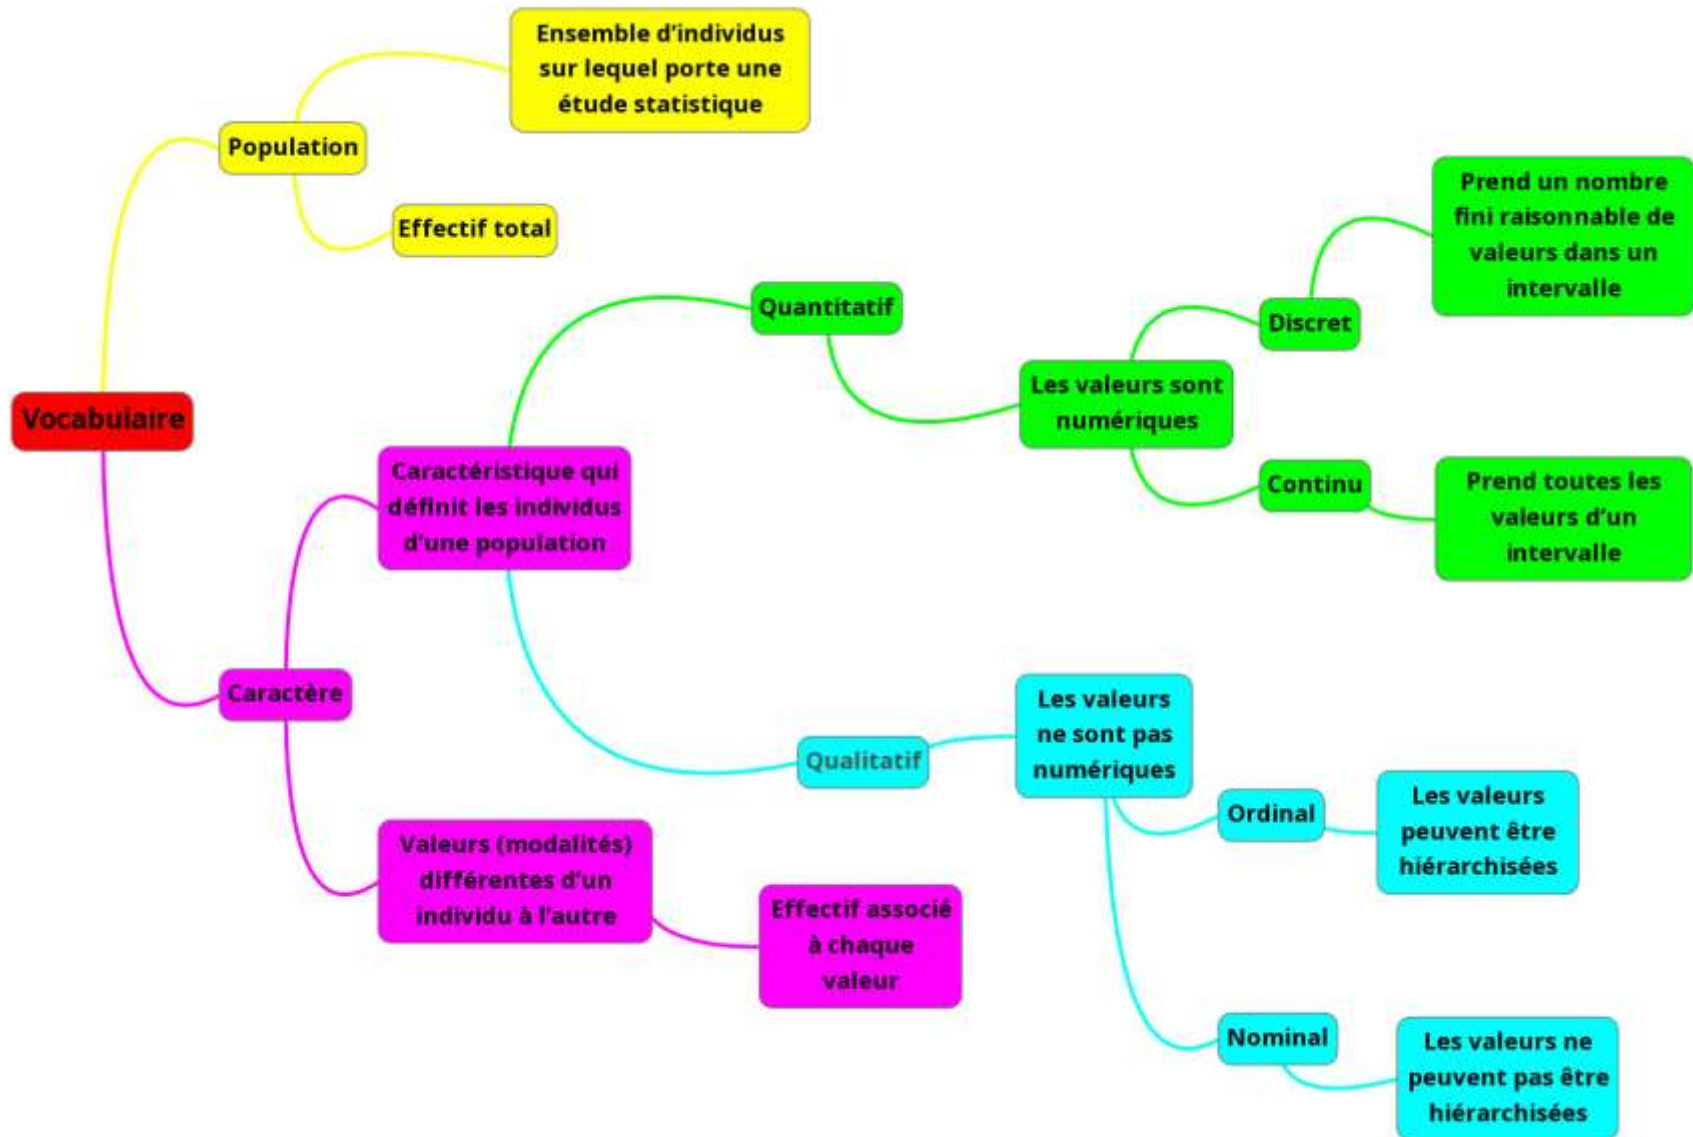 Vocabulaire
Population
Ensemble d’individus
sur lequel porte une
étude statistique
Effectif total
Caractère
Caractéristique qui
définit les individus
d’une population
Quantitatif
Les valeurs sont
numériques
Discret
Prend un nombre
fini raisonnable de
valeurs dans un
intervalle
Continu
Prend toutes les
valeurs d’un
intervalle
Qualitatif
Les valeurs
ne sont pas
numériques
Ordinal
Les valeurs
peuvent être
hiérarchisées
Nominal
Les valeurs ne
peuvent pas être
hiérarchisées
Valeurs (modalités)
différentes d’un
individu à l’autre
Effectif associé
à chaque
valeur